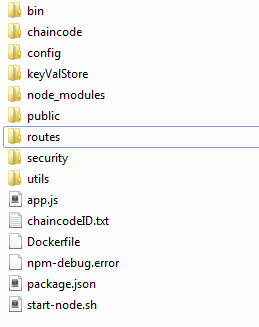 bin
chaincode
config
keyValStore
node_modules
public
routes
security
utils
app.js
chaincodeID.txt
Dockerfile
npm-debug.error
package.json
start-node.sh